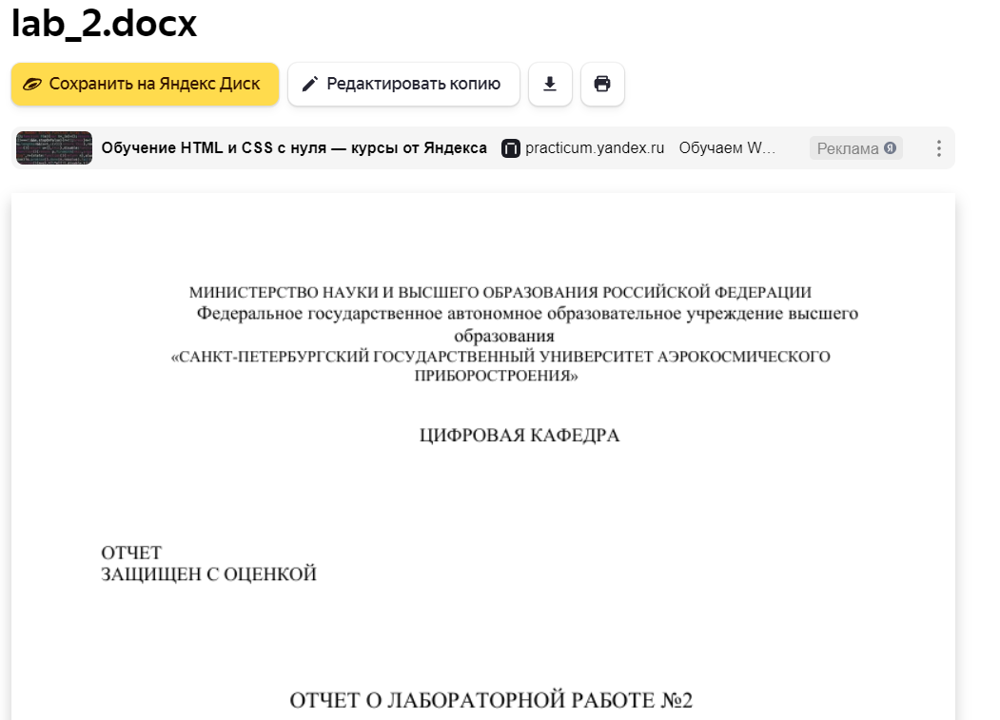 lab_2.docx
Сохранить на Яндекс Диск
Редактировать копию
Обучение HTML и CSS с нуля — курсы от Яндекса practicum.yandex.ru Обучаем W... Реклама
МИНИСТЕРСТВО НАУКИ И ВЫСШЕГО ОБРАЗОВАНИЯ РОССИЙСКОЙ ФЕДЕРАЦИИ
Федеральное государственное автономное образовательное учреждение высшего
образования
«САНКТ-ПЕТЕРБУРГСКИЙ ГОСУДАРСТВЕННЫЙ УНИВЕРСИТЕТ АЭРОКОСМИЧЕСКОГО
ПРИБОРОСТРОЕНИЯ»
ЦИФРОВАЯ КАФЕДРА
ОТЧЕТ
ЗАЩИЩЕН С ОЦЕНКОЙ
ОТЧЕТ О ЛАБОРАТОРНОЙ РАБОТЕ №2